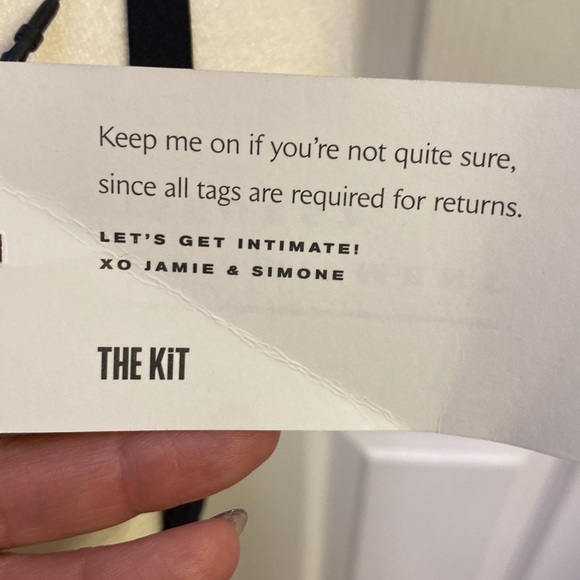 Keep me on if you're not quite sure,
since all tags are required for returns.
LET'S GET INTIMATE!
XO JAMIE & SIMONE
THE KiT